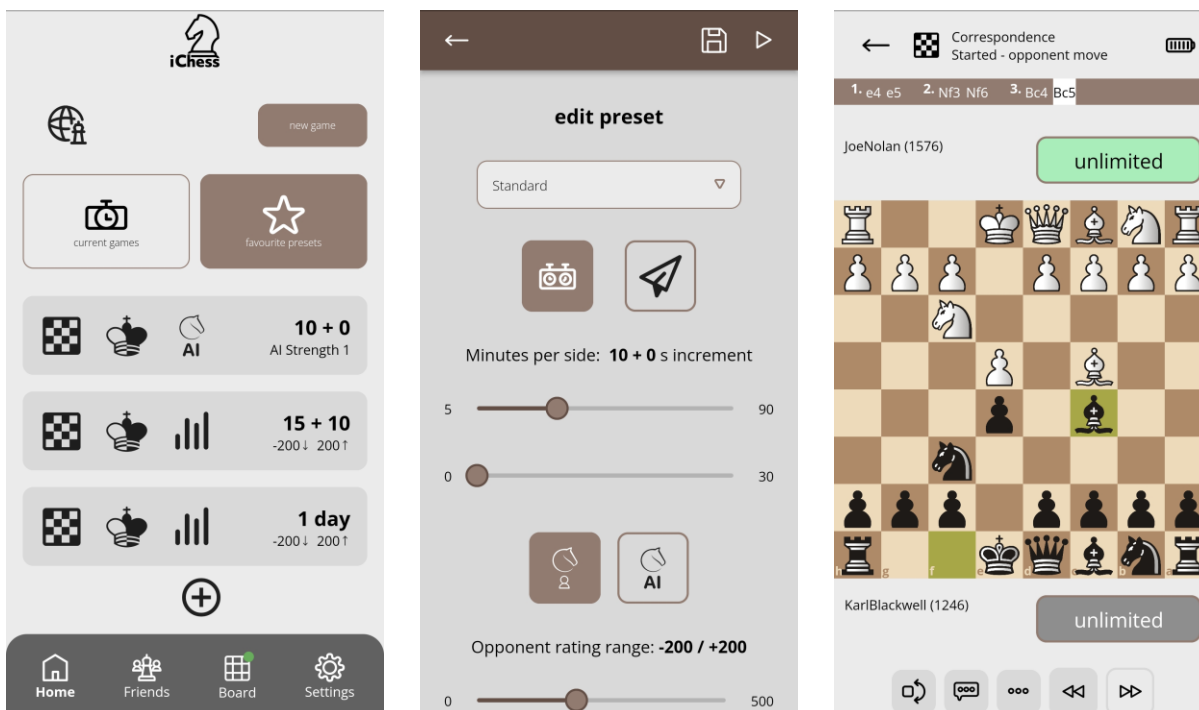 iChess
new game
current games
favourite presets
10 + 0
AI
AI Strength 1
15 + 10
-200↓ 200↑
1 day
-200↓ 200↑
Home
Friends
Board
Settings
edit preset
Standard
Minutes per side: 10 + 0 s increment
5
90
0
30
AI
Opponent rating range: -200 / +200
0
500
Correspondence
Started - opponent move
1. e4 e5 2. Nf3 Nf6 3. Bc4 Bc5
JoeNolan (1576)
unlimited
h g f e d b a
KarlBlackwell (1246)
unlimited